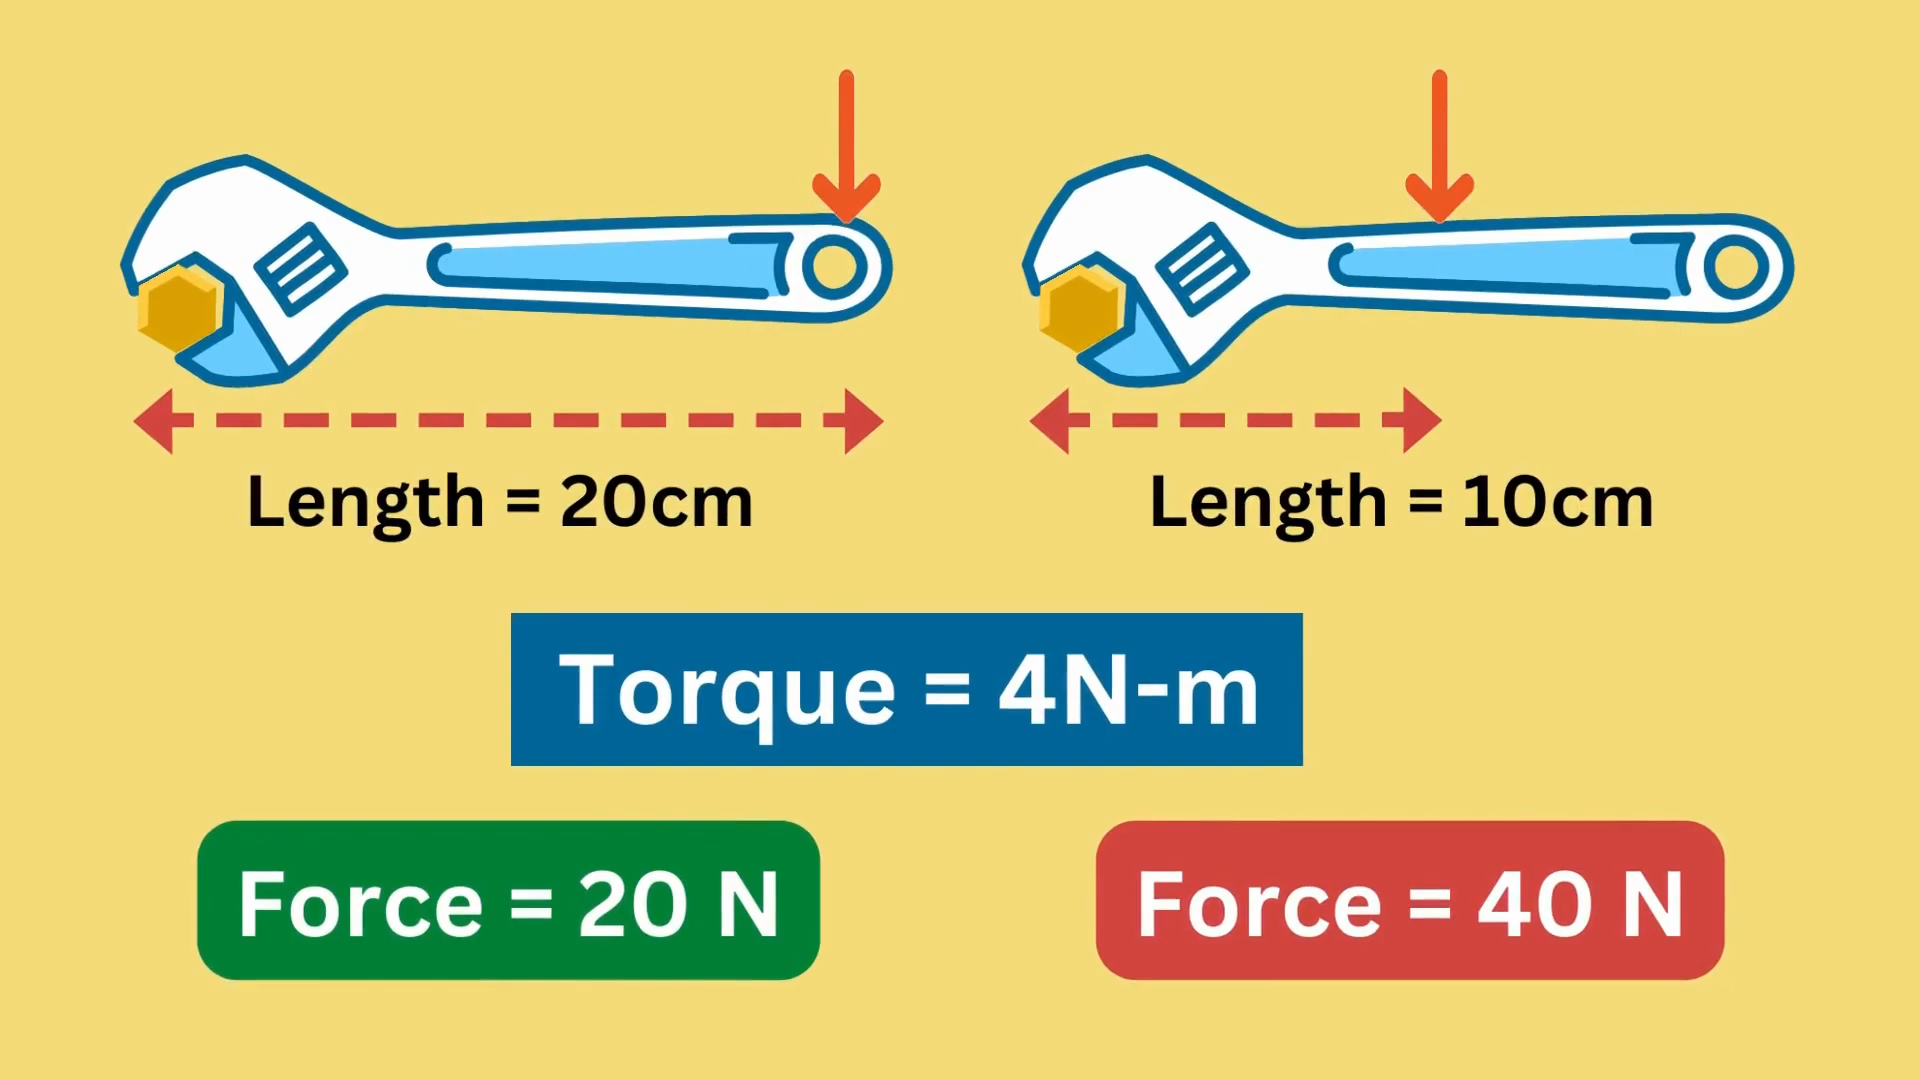 Length = 20cm
Length = 10cm
Torque = 4N-m
Force = 20 N
Force = 40 N